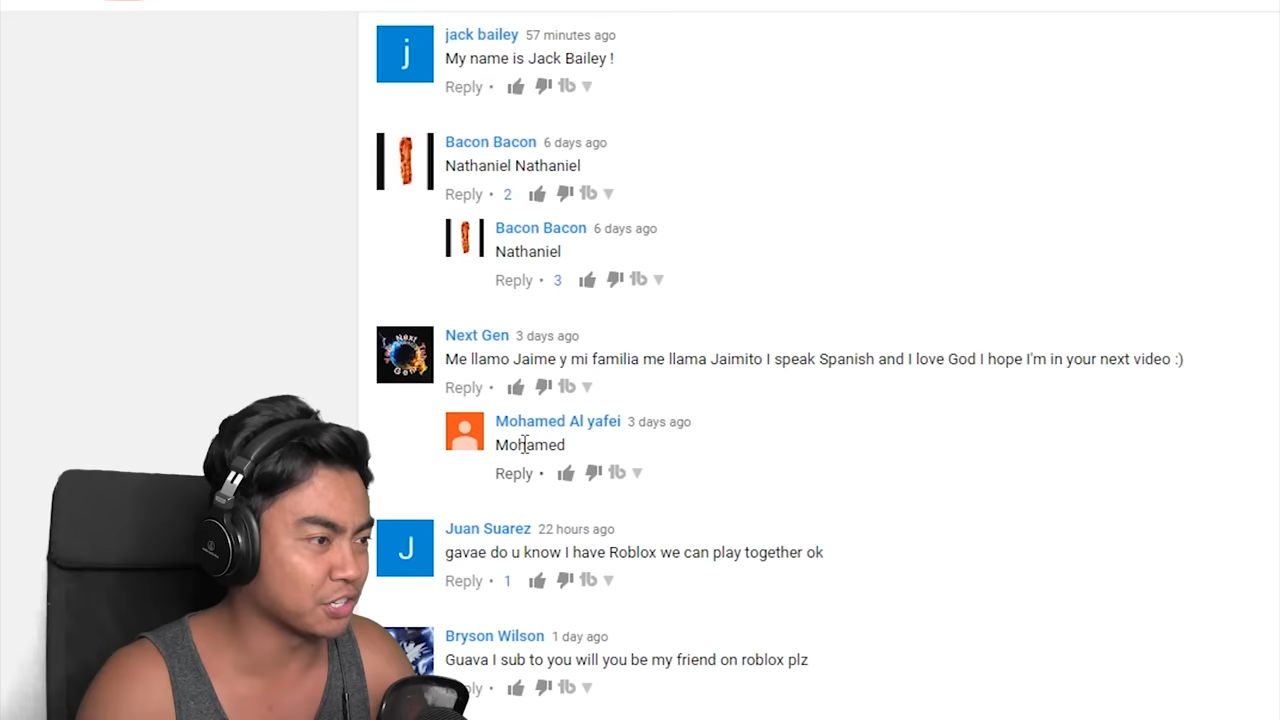 j
jack bailey 57 minutes ago
My name is Jack Bailey !
Reply •
Bacon Bacon 6 days ago
Nathaniel Nathaniel
Reply • 2
Bacon Bacon 6 days ago
Nathaniel
Reply • 3
Next Gen 3 days ago
Me llamo Jaime y mi familia me llama Jaimito I speak Spanish and I love God I hope I'm in your next video :)
Reply •
Mohamed Al yafei 3 days ago
Mohamed
Reply •
J
Juan Suarez 22 hours ago
gavae do u know I have Roblox we can play together ok
Reply • 1
Bryson Wilson 1 day ago
Guava I sub to you will you be my friend on roblox plz